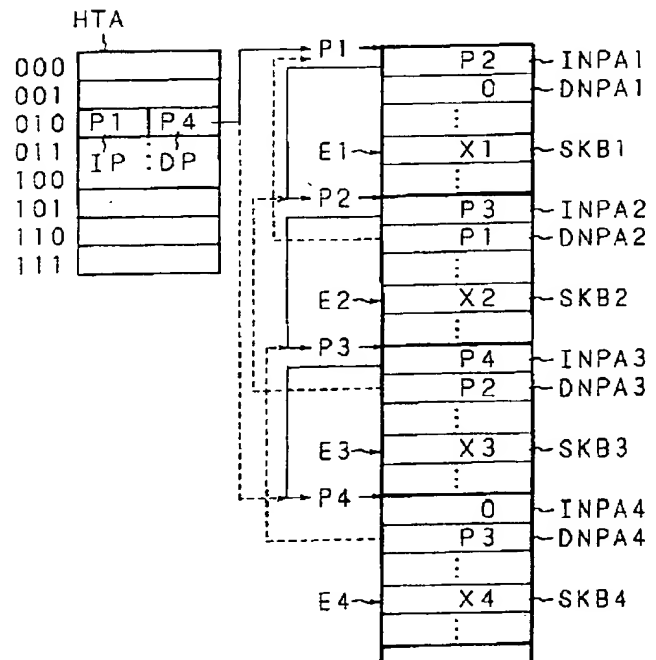 HTA
000
001
010 P1 P4
011 IP DP
100
101
110
111
P1 P2 INPA1
0 DNPA1
E1 X1 SKB1
P2 P3 INPA2
P1 DNPA2
E2 X2 SKB2
P3 P4 INPA3
P2 DNPA3
E3 X3 SKB3
P4 0 INPA4
P3 DNPA4
E4 X4 SKB4